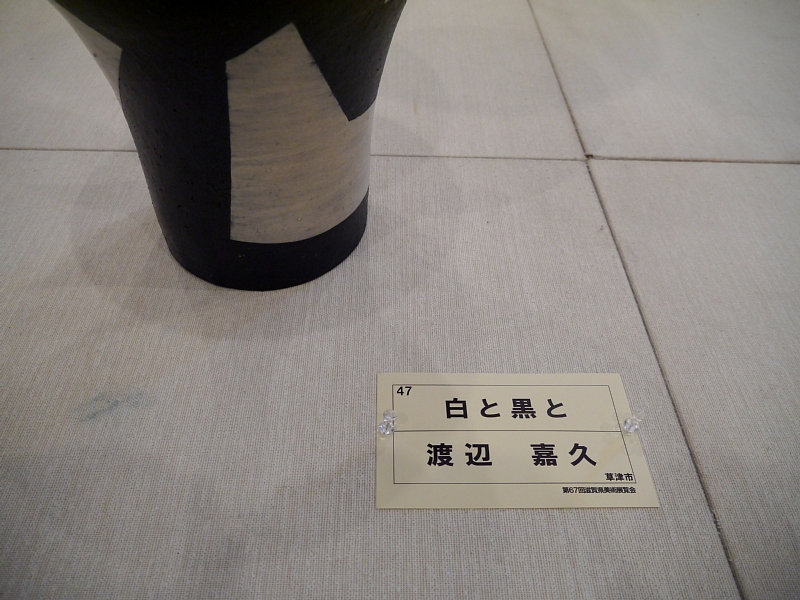 47
白と黒と
渡辺 嘉久
草津市
第67回滋賀県美術展覧会